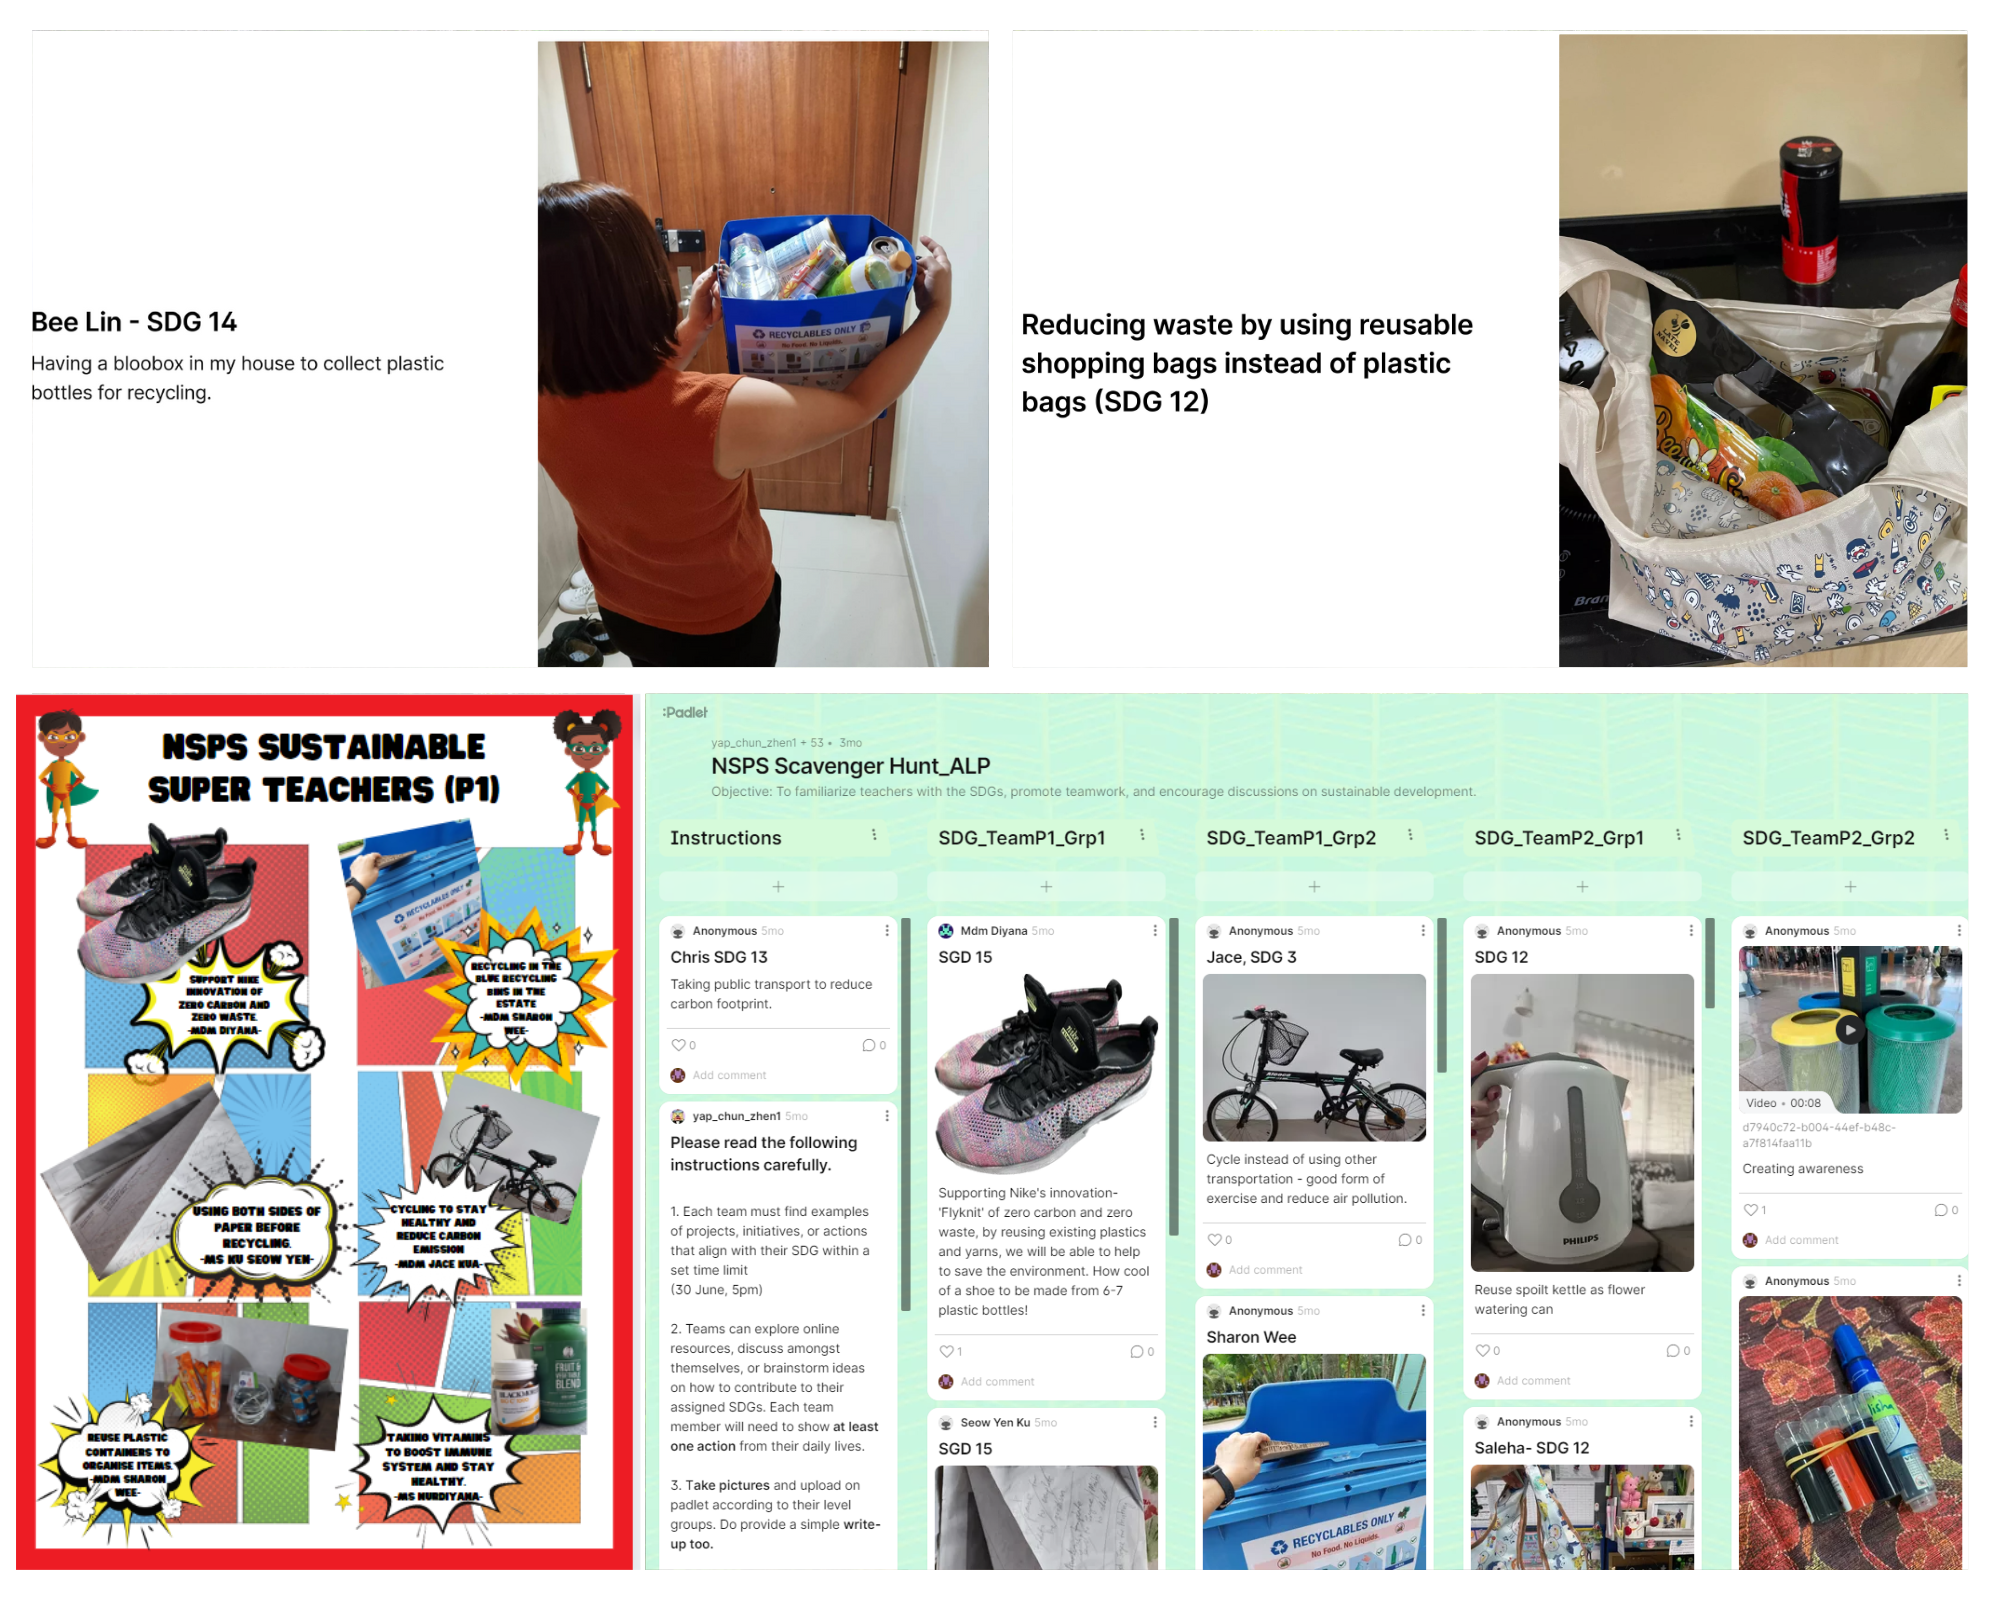 Bee Lin - SDG 14
Having a bloobox in my house to collect plastic
bottles for recycling.
RECYCLABLES ONLY
No Food. No Liquids.
Reducing waste by using reusable
shopping bags instead of plastic
bags (SDG 12)
LATE
NAVEL
NSPS SUSTAINABLE
SUPER TEACHERS (P1)
SUPPORT NIKE
INNOVATION OF
ZERO CARBON AND
ZERO WASTE.
-MDM DIYANA-
RECYCLABLES ONLY
RECYCLING IN THE
BLUE RECYCLING
BINS IN THE
ESTATE
-MDM SHARON
WEE-
USING BOTH SIDES OF
PAPER BEFORE
RECYCLING.
-MS KU SEOW YEN-
CYCLING TO STAY
HEALTHY AND
REDUCE CARBON
EMISSION
-MDM JACE KUA-
REUSE PLASTIC
CONTAINERS TO
ORGANISE ITEMS.
-MDM SHARON
WEE-
BLACKMORES
FRUIT &
VEGETABLE
BLEND
TAKING VITAMINS
TO BOOST IMMUNE
SYSTEM AND STAY
HEALTHY.
-MS NURDIYANA-
:Padlet
yap_chun_zhen1 + 53 • 3mo
NSPS Scavenger Hunt_ALP
Objective: To familiarize teachers with the SDGs, promote teamwork, and encourage discussions on sustainable development.
Instructions
Anonymous 5mo
Chris SDG 13
Taking public transport to reduce
carbon footprint.
0 0
Add comment
yap_chun_zhen1 5mo
Please read the following
instructions carefully.
1. Each team must find examples
of projects, initiatives, or actions
that align with their SDG within a
set time limit
(30 June, 5pm)
2. Teams can explore online
resources, discuss amongst
themselves, or brainstorm ideas
on how to contribute to their
assigned SDGs. Each team
member will need to show at least
one action from their daily lives.
3. Take pictures and upload on
padlet according to their level
groups. Do provide a simple write-
up too.
SDG_TeamP1_Grp1
Mdm Diyana 5mo
SGD 15
Supporting Nike's innovation-
'Flyknit' of zero carbon and zero
waste, by reusing existing plastics
and yarns, we will be able to help
to save the environment. How cool
of a shoe to be made from 6-7
plastic bottles!
1 0
Add comment
Seow Yen Ku 5mo
SGD 15
SDG_TeamP1_Grp2
Anonymous 5mo
Jace, SDG 3
Cycle instead of using other
transportation - good form of
exercise and reduce air pollution.
0 0
Add comment
Anonymous 5mo
Sharon Wee
RECYCLABLES ONLY
No Food. No Liquids.
SDG_TeamP2_Grp1
Anonymous 5mo
SDG 12
PHILIPS
Reuse spoilt kettle as flower
watering can
0 0
Add comment
Anonymous 5mo
Saleha- SDG 12
SDG_TeamP2_Grp2
Anonymous 5mo
Video • 00:08
d7940c72-b004-44ef-b48c-
a7f814faa11b
Creating awareness
1 0
Add comment
Anonymous 5mo